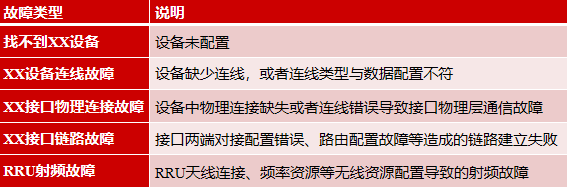 故障类型 说明
找不到XX设备 设备未配置
XX设备连线故障 设备缺少连线，或者连线类型与数据配置不符
XX接口物理连接故障 设备中物理连接缺失或者连线错误导致接口物理层通信故障
XX接口链路故障 接口两端对接配置错误、路由配置故障等造成的链路建立失败
RRU射频故障 RRU天线连接、频率资源等无线资源配置导致的射频故障